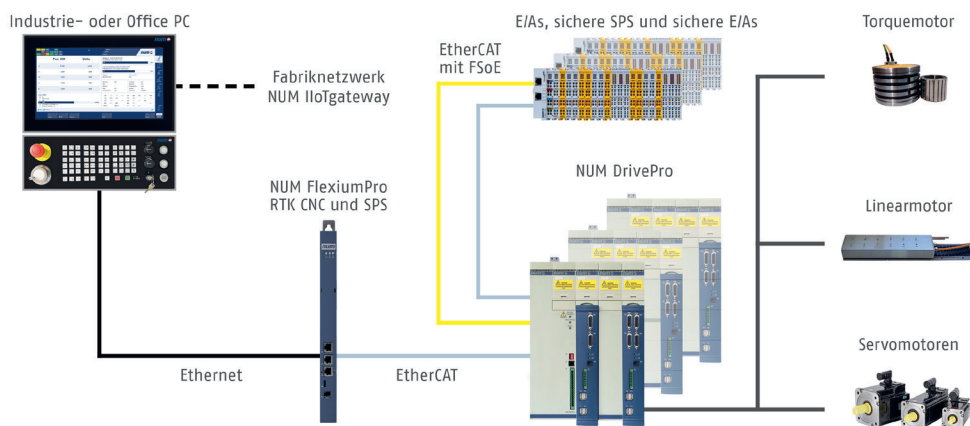 Industrie- oder Office PC
E/As, sichere SPS und sichere E/As
Torquemotor
EtherCAT
mit FSoE
Fabriknetzwerk
NUM IIoTgateway
NUM FlexiumPro
RTK CNC und SPS
NUM DrivePro
Linearmotor
Servomotoren
Ethernet
EtherCAT